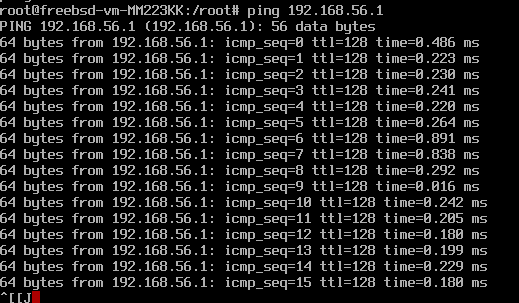 root@freebsd-vm-MM223KK:/root# ping 192.168.56.1
PING 192.168.56.1 (192.168.56.1): 56 data bytes
64 bytes from 192.168.56.1: icmp_seq=0 ttl=128 time=0.486 ms
64 bytes from 192.168.56.1: icmp_seq=1 ttl=128 time=0.223 ms
64 bytes from 192.168.56.1: icmp_seq=2 ttl=128 time=0.230 ms
64 bytes from 192.168.56.1: icmp_seq=3 ttl=128 time=0.241 ms
64 bytes from 192.168.56.1: icmp_seq=4 ttl=128 time=0.220 ms
64 bytes from 192.168.56.1: icmp_seq=5 ttl=128 time=0.264 ms
64 bytes from 192.168.56.1: icmp_seq=6 ttl=128 time=0.891 ms
64 bytes from 192.168.56.1: icmp_seq=7 ttl=128 time=0.838 ms
64 bytes from 192.168.56.1: icmp_seq=8 ttl=128 time=0.292 ms
64 bytes from 192.168.56.1: icmp_seq=9 ttl=128 time=0.016 ms
64 bytes from 192.168.56.1: icmp_seq=10 ttl=128 time=0.242 ms
64 bytes from 192.168.56.1: icmp_seq=11 ttl=128 time=0.205 ms
64 bytes from 192.168.56.1: icmp_seq=12 ttl=128 time=0.180 ms
64 bytes from 192.168.56.1: icmp_seq=13 ttl=128 time=0.199 ms
64 bytes from 192.168.56.1: icmp_seq=14 ttl=128 time=0.229 ms
64 bytes from 192.168.56.1: icmp_seq=15 ttl=128 time=0.180 ms
^[[J